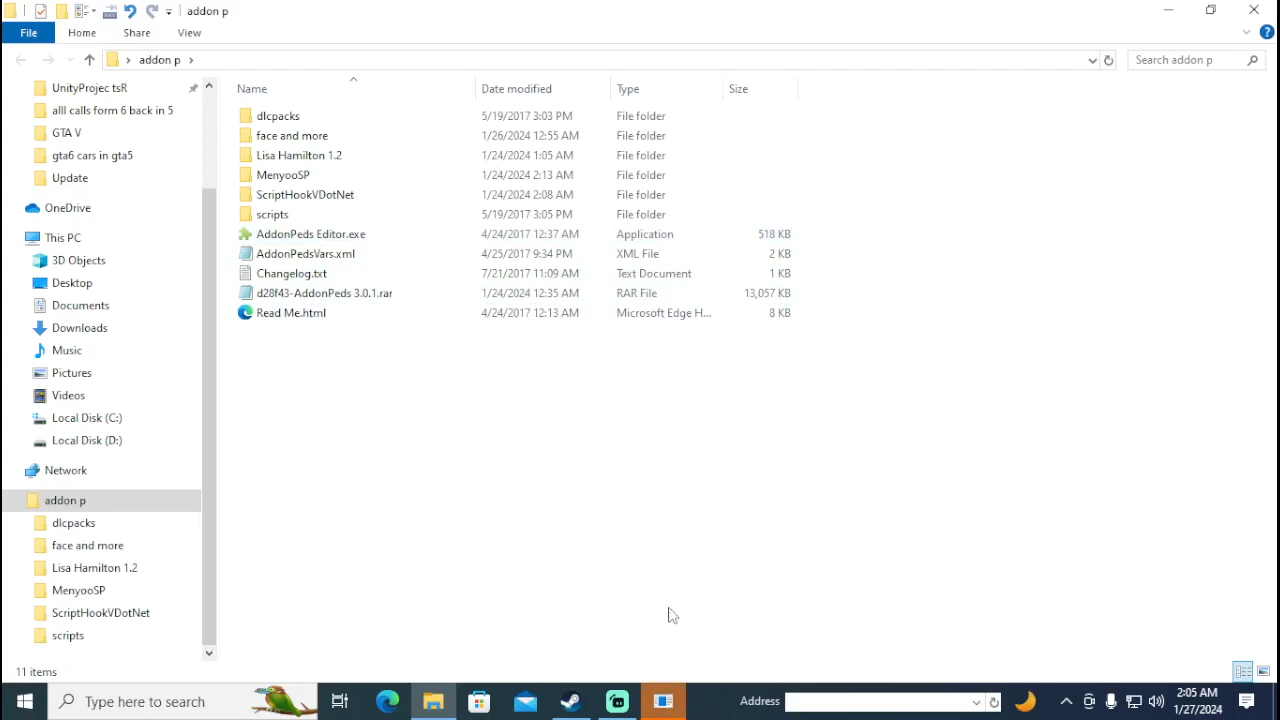 addon p
File Home Share View
addon p
Search addon p
UnityProjec tsR
alll calls form 6 back in 5
GTA V
gta6 cars in gta5
Update
OneDrive
This PC
3D Objects
Desktop
Documents
Downloads
Music
Pictures
Videos
Local Disk (C:)
Local Disk (D:)
Network
addon p
dlcpacks
face and more
Lisa Hamilton 1.2
MenyooSP
ScriptHookVDotNet
scripts
Name Date modified Type Size
dlcpacks 5/19/2017 3:03 PM File folder
face and more 1/26/2024 12:55 AM File folder
Lisa Hamilton 1.2 1/24/2024 1:05 AM File folder
MenyooSP 1/24/2024 2:13 AM File folder
ScriptHookVDotNet 1/24/2024 2:08 AM File folder
scripts 5/19/2017 3:05 PM File folder
AddonPeds Editor.exe 4/24/2017 12:37 AM Application 518 KB
AddonPedsVars.xml 4/25/2017 9:34 PM XML File 2 KB
Changelog.txt 7/21/2017 11:09 AM Text Document 1 KB
d28f43-AddonPeds 3.0.1.rar 1/24/2024 12:35 AM RAR File 13,057 KB
Read Me.html 4/24/2017 12:13 AM Microsoft Edge H... 8 KB
11 items
Type here to search
Address
2:05 AM
1/27/2024